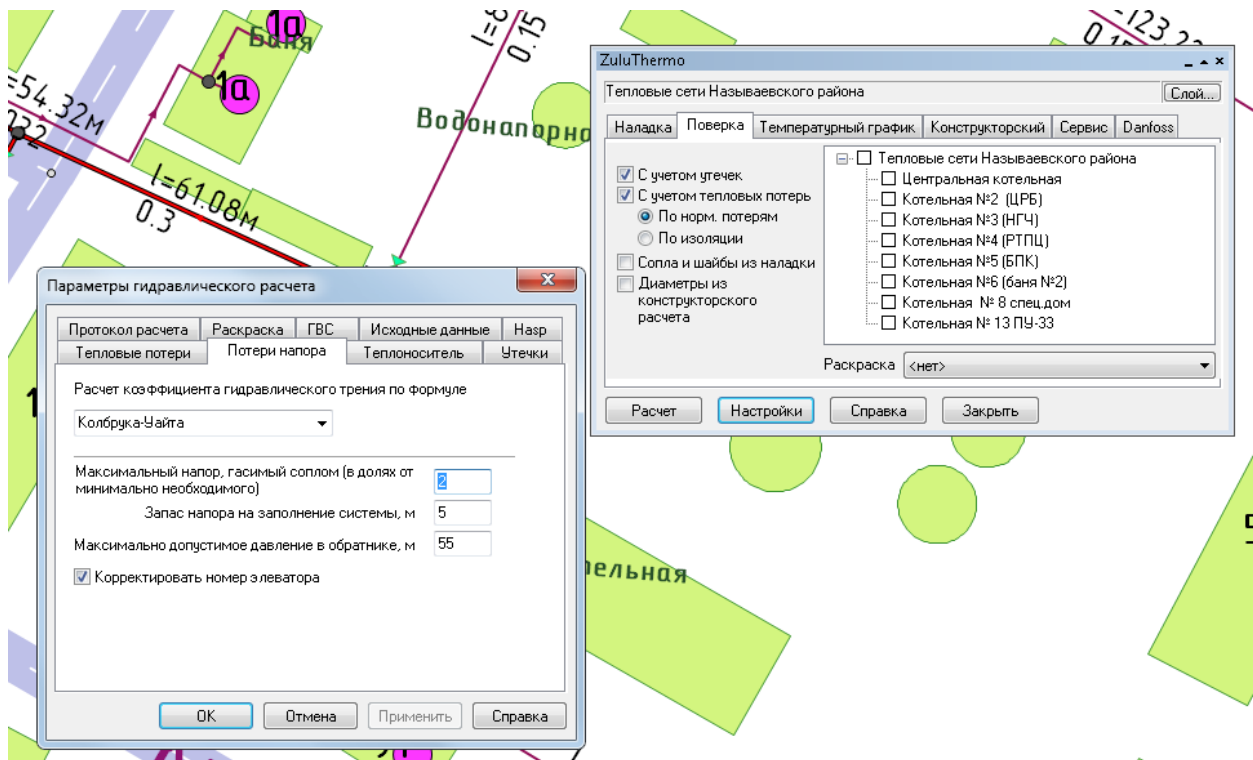 1а
Баня
1а
l=54.32м
l=61.08м
0.3
0.15
Водонапорно
ZuluThermo
Тепловые сети Называевского района
Слой...
Наладка
Поверка
Температурный график
Конструкторский
Сервис
Danfoss
С учетом утечек
С учетом тепловых потерь
По норм. потерям
По изоляции
Сопла и шайбы из наладки
Диаметры из
конструкторского
расчета
Тепловые сети Называевского района
Центральная котельная
Котельная №2 (ЦРБ)
Котельная №3 (НГЧ)
Котельная №4 (РТПЦ)
Котельная №5 (БПК)
Котельная №6 (баня №2)
Котельная № 8 спец.дом
Котельная № 13 ПУ-33
Раскраска <нет>
Расчет
Настройки
Справка
Закрыть
Параметры гидравлического расчета
Протокол расчета
Раскраска
ГВС
Исходные данные
Hasp
Тепловые потери
Потери напора
Теплоноситель
Утечки
Расчет коэффициента гидравлического трения по формуле
Колбрука-Уайта
Максимальный напор, гасимый соплом (в долях от
минимально необходимого) 2
Запас напора на заполнение системы, м 5
Максимально допустимое давление в обратнике, м 55
Корректировать номер элеватора
OK
Отмена
Применить
Справка
ельная